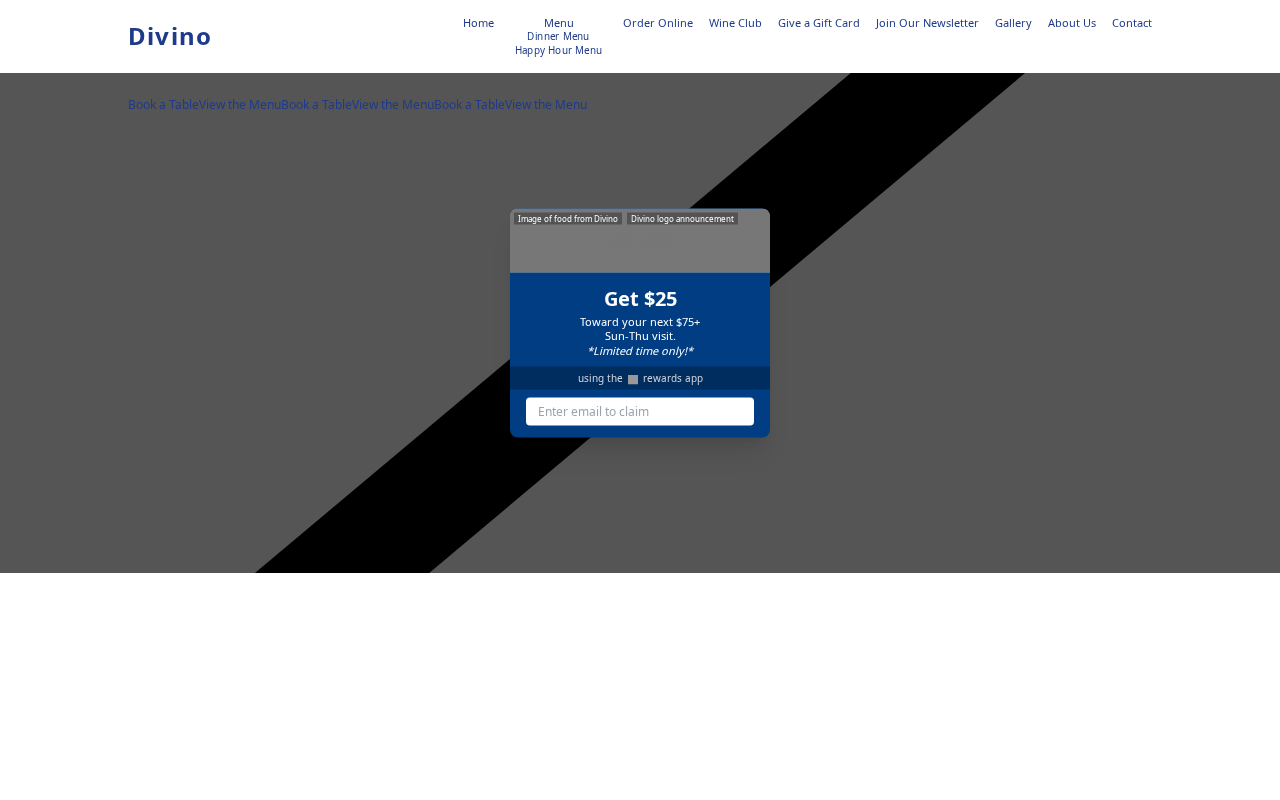 Divino
Home
Menu
Dinner Menu
Happy Hour Menu
Order Online
Wine Club
Give a Gift Card
Join Our Newsletter
Gallery
About Us
Contact
Book a TableView the MenuBook a TableView the MenuBook a TableView the Menu
Image of food from Divino
Divino logo announcement
Get $25
Toward your next $75+
Sun-Thu visit.
*Limited time only!*
using the rewards app
Enter email to claim